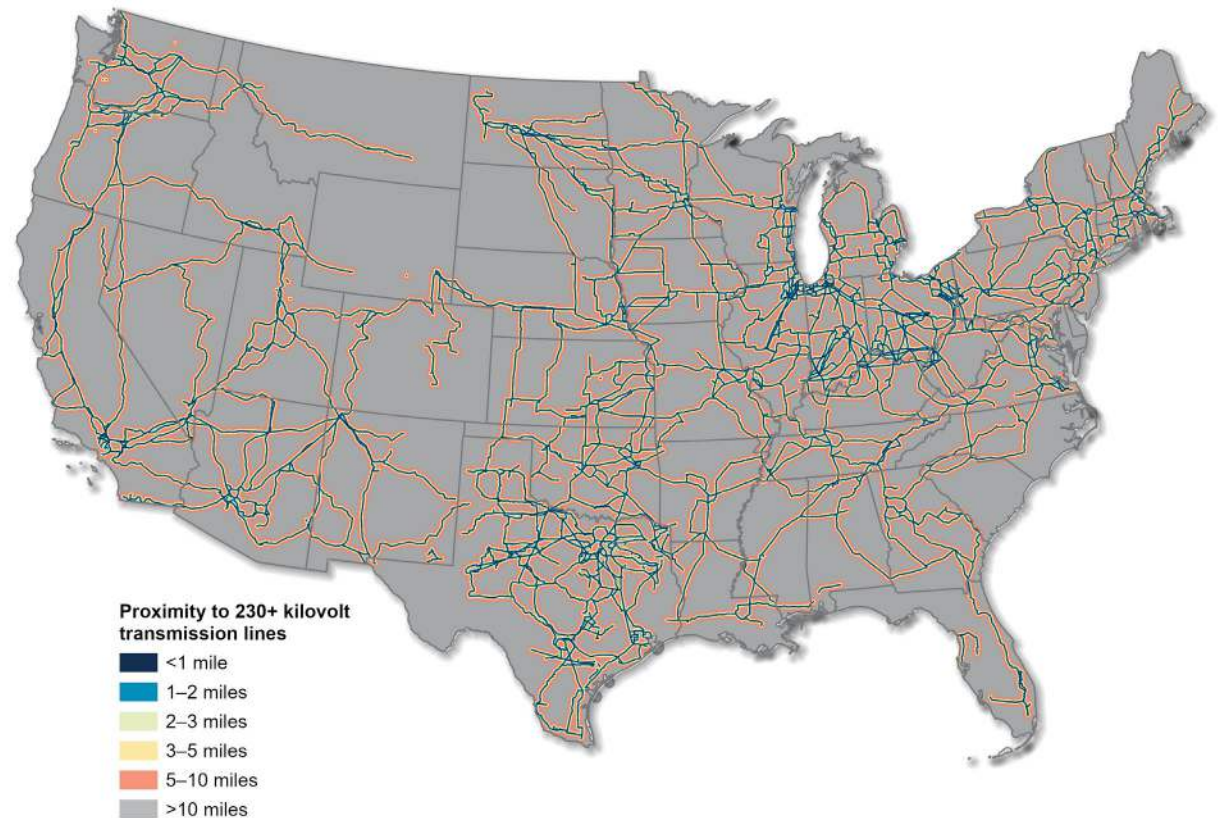 Proximity to 230+ kilovolt
transmission lines
<1 mile
1–2 miles
2–3 miles
3–5 miles
5–10 miles
>10 miles